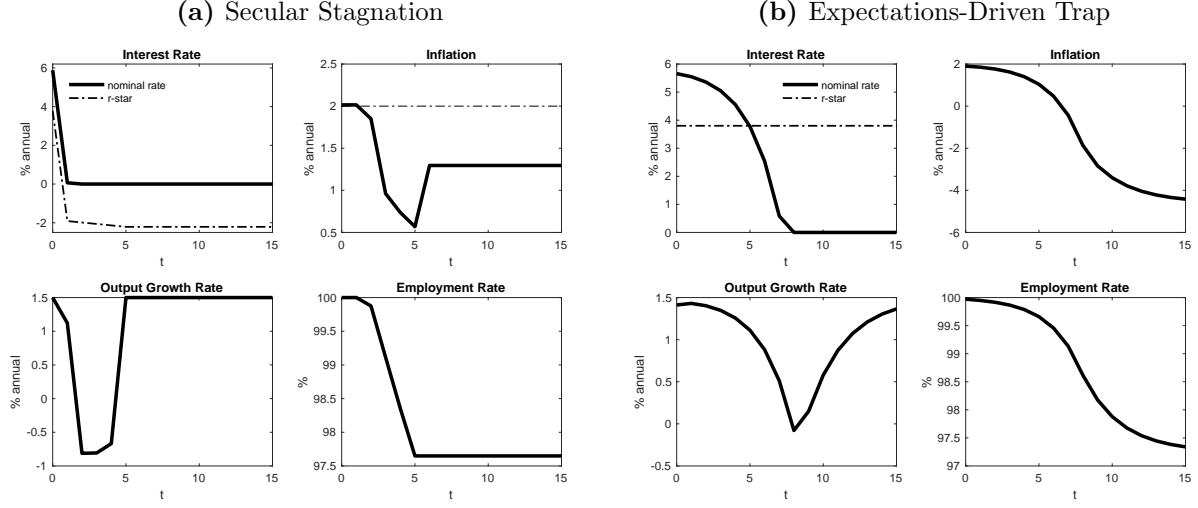 (a) Secular Stagnation
Interest Rate
6
4
2
0
-2
% annual
nominal rate
r-star
0
5
10
15
t
Inflation
2.5
2
1.5
1
0.5
% annual
0
5
10
15
t
Output Growth Rate
1.5
1
0.5
0
-0.5
-1
% annual
0
5
10
15
t
Employment Rate
100
99.5
99
98.5
98
97.5
%
0
5
10
15
t
(b) Expectations-Driven Trap
Interest Rate
6
5
4
3
2
1
0
% annual
nominal rate
r-star
0
5
10
15
t
Inflation
2
0
-2
-4
-6
% annual
0
5
10
15
t
Output Growth Rate
1.5
1
0.5
0
-0.5
% annual
0
5
10
15
t
Employment Rate
100
99.5
99
98.5
98
97.5
97
%
0
5
10
15
t